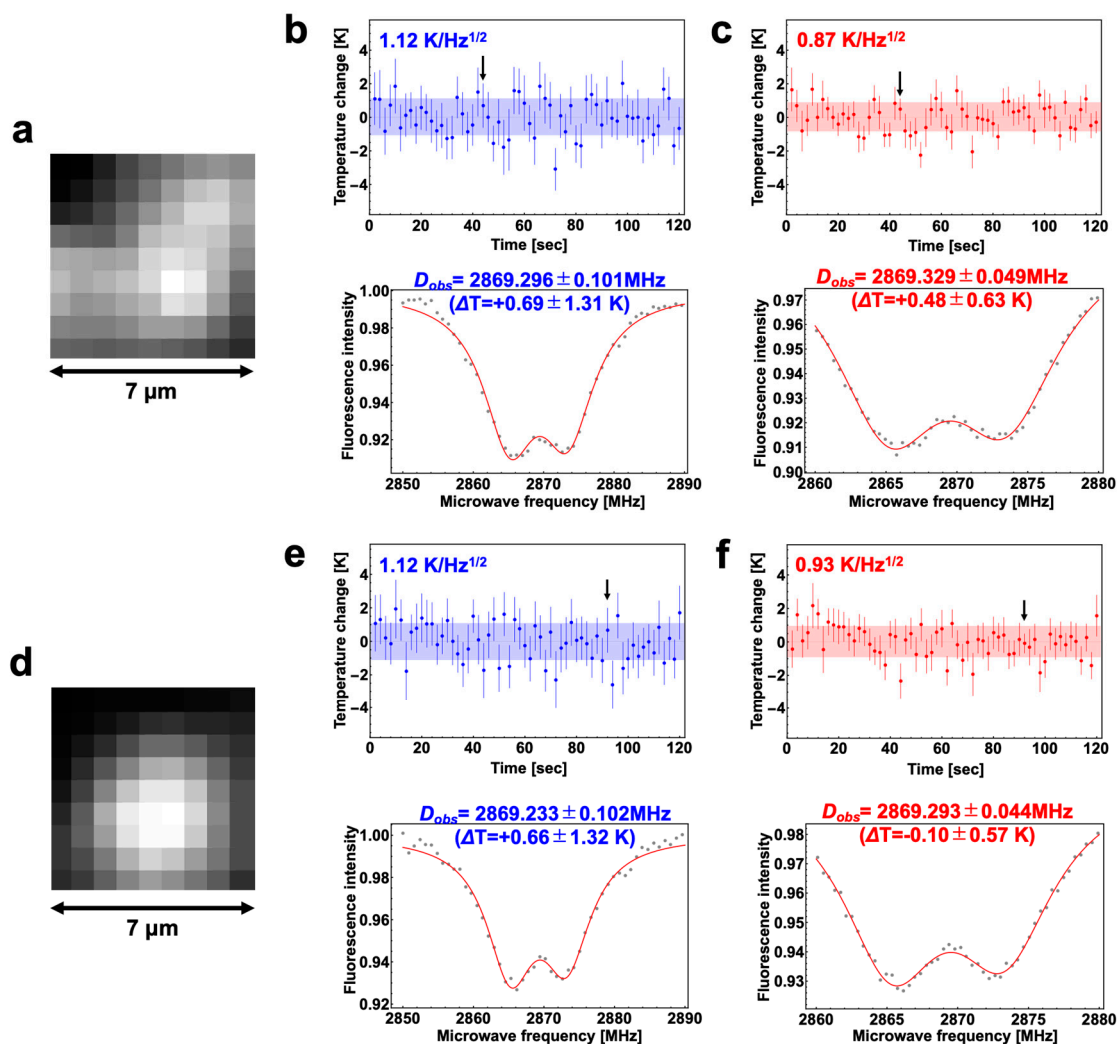 a
7 μm
b
1.12 K/Hz1/2
Temperature change [K]
4
2
0
−2
−4
0 20 40 60 80 100 120
Time [sec]
Dobs= 2869.296±0.101MHz
(ΔT=+0.69±1.31 K)
Fluorescence intensity
1.00
0.98
0.96
0.94
0.92
2850 2860 2870 2880 2890
Microwave frequency [MHz]
c
0.87 K/Hz1/2
Temperature change [K]
4
2
0
−2
−4
0 20 40 60 80 100 120
Time [sec]
Dobs= 2869.329±0.049MHz
(ΔT=+0.48±0.63 K)
Fluorescence intensity
0.97
0.96
0.95
0.94
0.93
0.92
0.91
0.90
2860 2865 2870 2875 2880
Microwave frequency [MHz]
d
7 μm
e
1.12 K/Hz1/2
Temperature change [K]
4
2
0
−2
−4
0 20 40 60 80 100 120
Time [sec]
Dobs= 2869.233±0.102MHz
(ΔT=+0.66±1.32 K)
Fluorescence intensity
1.00
0.98
0.96
0.94
0.92
2850 2860 2870 2880 2890
Microwave frequency [MHz]
f
0.93 K/Hz1/2
Temperature change [K]
4
2
0
−2
−4
0 20 40 60 80 100 120
Time [sec]
Dobs= 2869.293±0.044MHz
(ΔT=-0.10±0.57 K)
Fluorescence intensity
0.98
0.97
0.96
0.95
0.94
0.93
2860 2865 2870 2875 2880
Microwave frequency [MHz]